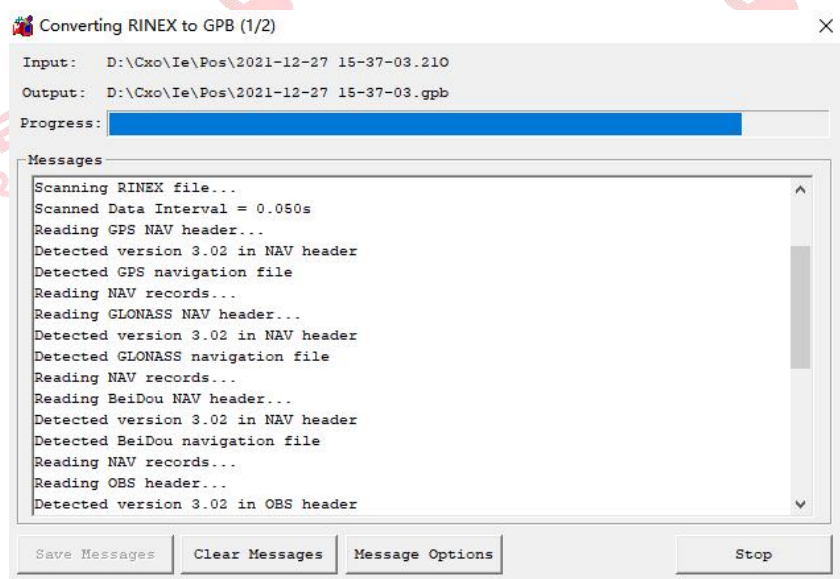 Converting RINEX to GPB (1/2)
Input: D:\Cxo\Ie\Pos\2021-12-27 15-37-03.21O
Output: D:\Cxo\Ie\Pos\2021-12-27 15-37-03.gpb
Progress:
Messages
Scanning RINEX file...
Scanned Data Interval = 0.050s
Reading GPS NAV header...
Detected version 3.02 in NAV header
Detected GPS navigation file
Reading NAV records...
Reading GLONASS NAV header...
Detected version 3.02 in NAV header
Detected GLONASS navigation file
Reading NAV records...
Reading BeiDou NAV header...
Detected version 3.02 in NAV header
Detected BeiDou navigation file
Reading NAV records...
Reading OBS header...
Detected version 3.02 in OBS header
Save Messages Clear Messages Message Options Stop